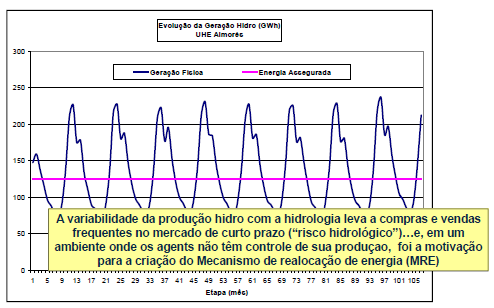 Evolução da Geração Hidro (GWh)
UHE Aimorés
Geração Física
Energia Assegurada
300
250
200
150
100
50
A variabilidade da produção hidro com a hidrologia leva a compras e vendas
frequentes no mercado de curto prazo (“risco hidrológico”)...e, em um
ambiente onde os agents não têm controle de sua produçao, foi a motivação
para a criação do Mecanismo de realocação de energia (MRE)
1 5 9 13 17 21 25 29 33 37 41 45 49 53 57 61 65 69 73 77 81 85 89 93 97 101 105
Etapa (mês)